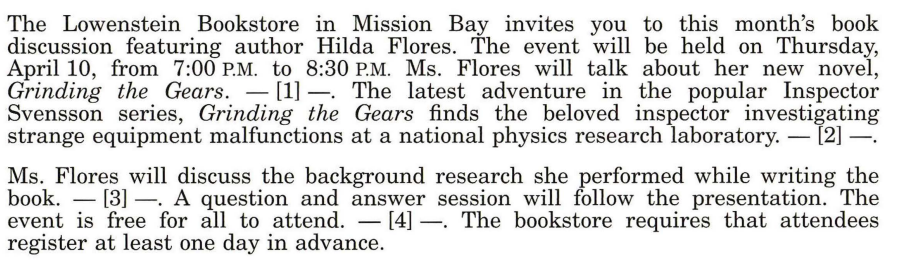 The Lowenstein Bookstore in Mission Bay invites you to this month's book
discussion featuring author Hilda Flores. The event will be held on Thursday,
April 10, from 7:00 P.M. to 8:30 P.M. Ms. Flores will talk about her new novel,
Grinding the Gears. — [1] —. The latest adventure in the popular Inspector
Svensson series, Grinding the Gears finds the beloved inspector investigating
strange equipment malfunctions at a national physics research laboratory. — [2] —.
Ms. Flores will discuss the background research she performed while writing the
book. — [3] —. A question and answer session will follow the presentation. The
event is free for all to attend. — [4] —. The bookstore requires that attendees
register at least one day in advance.